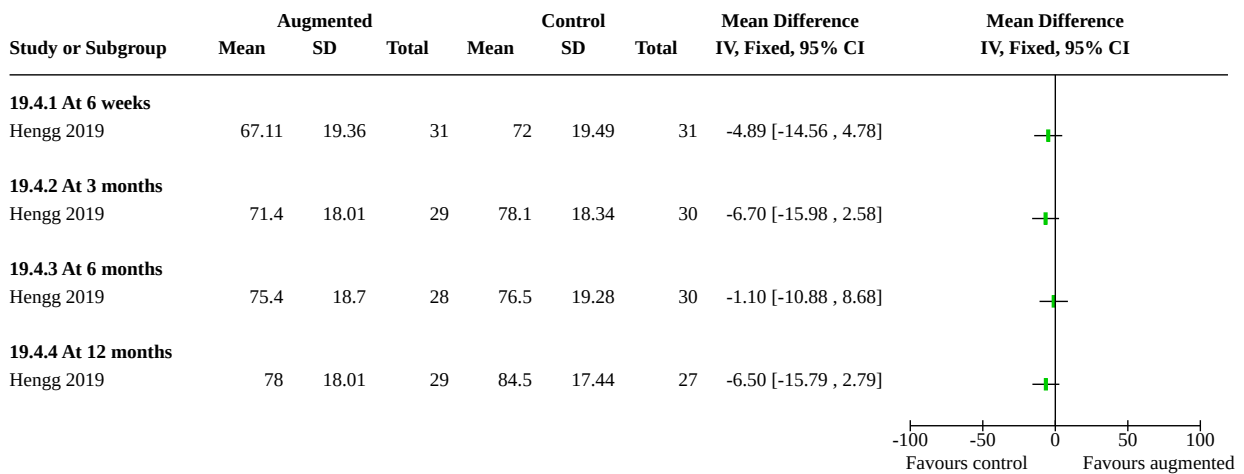 Augmented Control Mean Difference Mean Difference
Study or Subgroup Mean SD Total Mean SD Total IV, Fixed, 95% CI IV, Fixed, 95% CI
19.4.1 At 6 weeks
Hengg 2019 67.11 19.36 31 72 19.49 31 -4.89 [-14.56 , 4.78]
19.4.2 At 3 months
Hengg 2019 71.4 18.01 29 78.1 18.34 30 -6.70 [-15.98 , 2.58]
19.4.3 At 6 months
Hengg 2019 75.4 18.7 28 76.5 19.28 30 -1.10 [-10.88 , 8.68]
19.4.4 At 12 months
Hengg 2019 78 18.01 29 84.5 17.44 27 -6.50 [-15.79 , 2.79]
-100 -50 0 50 100
Favours control Favours augmented